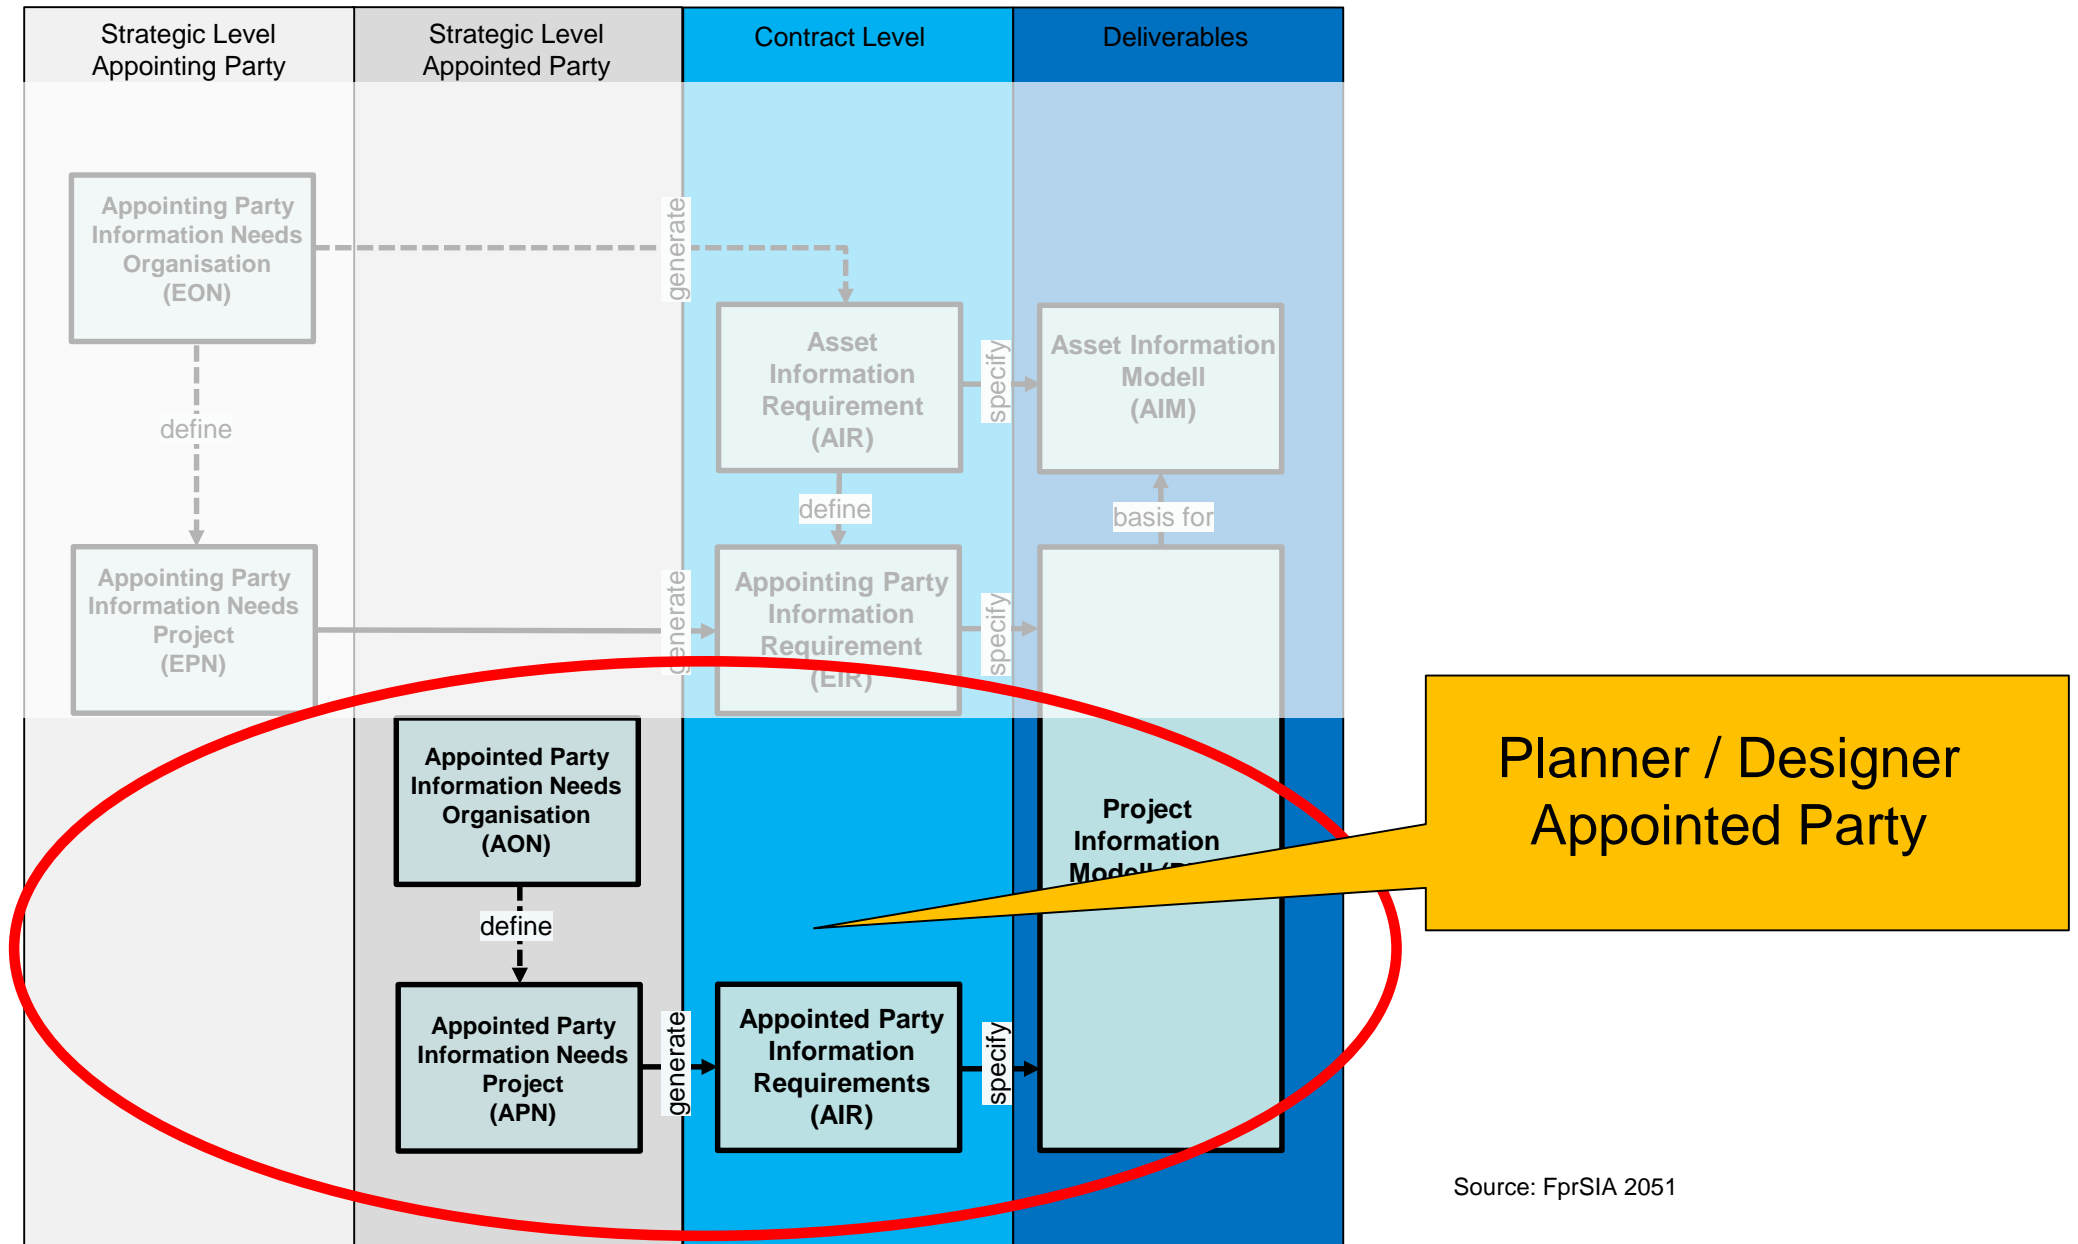 Strategic Level
Appointing Party
Strategic Level
Appointed Party
Contract Level
Deliverables
Appointing Party
Information Needs
Organisation
(EON)
generate
Asset
Information
Requirement
(AIR)
specify
Asset Information
Modell
(AIM)
define
define
basis for
Appointing Party
Information Needs
Project
(EPN)
generate
Appointing Party
Information
Requirement
(EIR)
specify
Appointed Party
Information Needs
Organisation
(AON)
Project
Information
Modell
Planner / Designer
Appointed Party
define
Appointed Party
Information Needs
Project
(APN)
generate
Appointed Party
Information
Requirements
(AIR)
specify
Source: FprSIA 2051